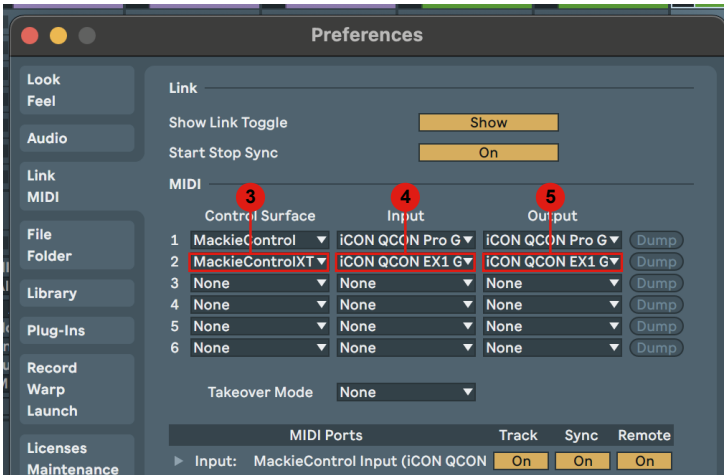 Preferences
Look
Feel
Audio
Link
MIDI
File
Folder
Library
Plug-Ins
Record
Warp
Launch
Licenses
Maintenance
Link
Show Link Toggle Show
Start Stop Sync On
MIDI
3 4 5
Control Surface Input Output
1 MackieControl iCON QCON Pro G iCON QCON Pro G Dump
2 MackieControlXT iCON QCON EX1 G iCON QCON EX1 G Dump
3 None None None Dump
4 None None None Dump
5 None None None Dump
6 None None None Dump
Takeover Mode None
MIDI Ports Track Sync Remote
Input: MackieControl Input (iCON QCON On On On